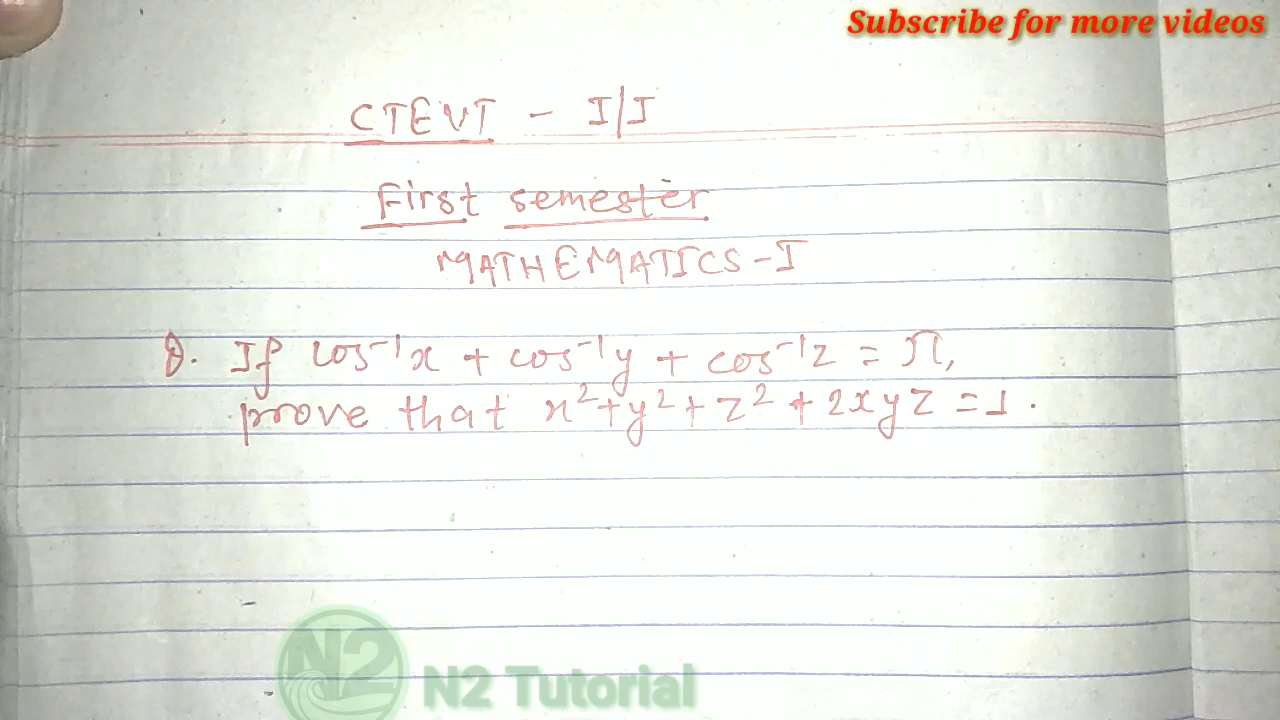 Subscribe for more videos
CTEVT - I/I
First semester
MATHEMATICS-I
Q. If cos⁻¹x + cos⁻¹y + cos⁻¹z = π,
prove that x² + y² + z² + 2xyz = 1.
N2
N2 Tutorial